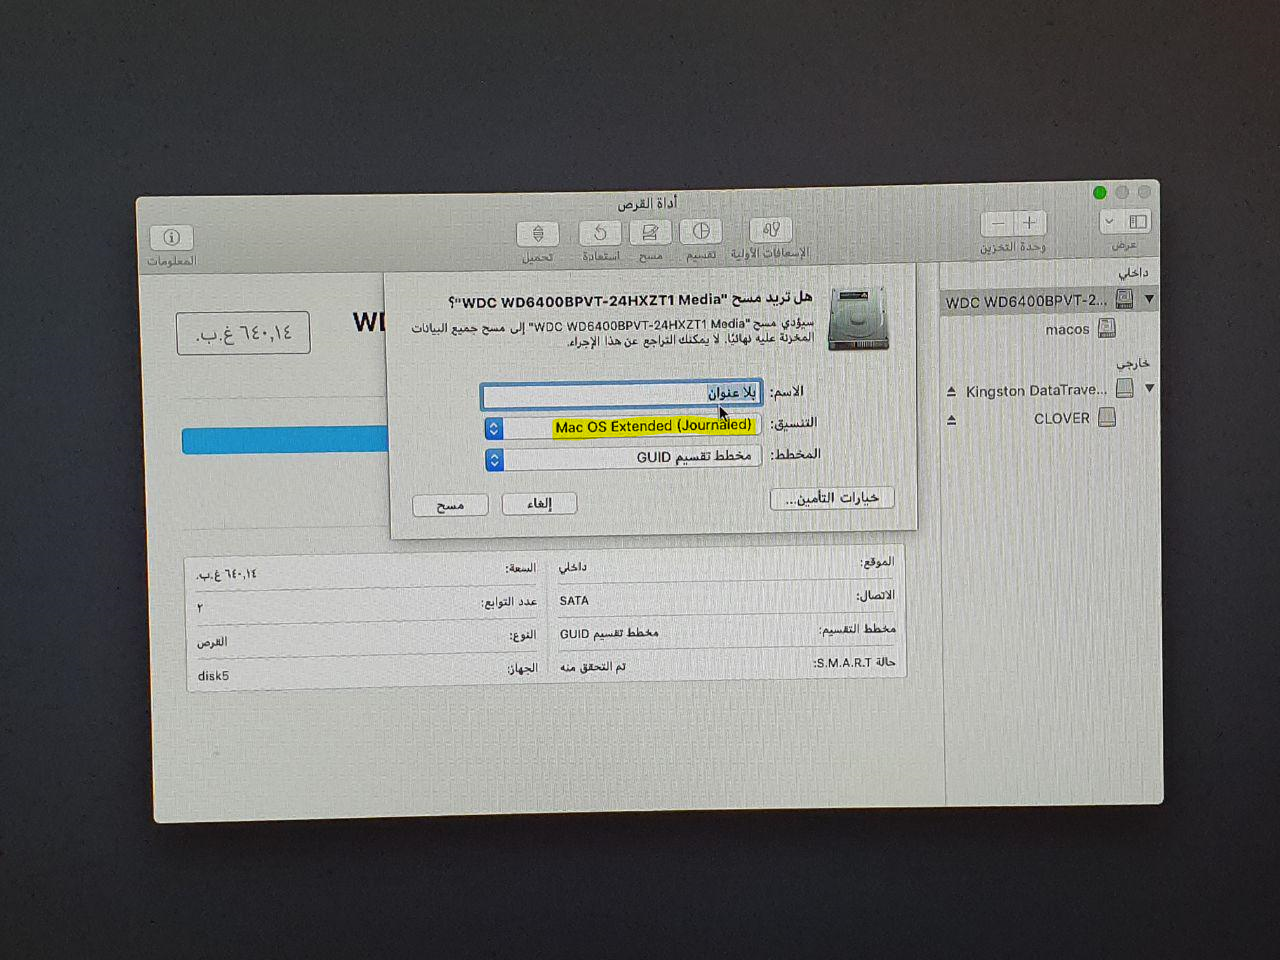 أداة القرص
عرض
وحدة التخزين
الإسعافات الأولية
تقسيم
مسح
استعادة
تحميل
المعلومات
داخلي
WDC WD6400BPVT-2...
macos
خارجي
Kingston DataTrave...
CLOVER
WD
٦٤٠,١٤ غ.ب.
هل تريد مسح "WDC WD6400BPVT-24HXZT1 Media"؟
سيؤدي مسح "WDC WD6400BPVT-24HXZT1 Media" إلى مسح جميع البيانات
المخزنة عليه نهائيًا. لا يمكنك التراجع عن هذا الإجراء.
الاسم: بلا عنوان
التنسيق: Mac OS Extended (Journaled)
المخطط: مخطط تقسيم GUID
خيارات التأمين...
إلغاء
مسح
الموقع: داخلي
السعة: ٦٤٠,١٤ غ.ب.
الاتصال: SATA
عدد التوابع: ٢
مخطط التقسيم: مخطط تقسيم GUID
النوع: القرص
حالة S.M.A.R.T.: تم التحقق منه
الجهاز: disk5